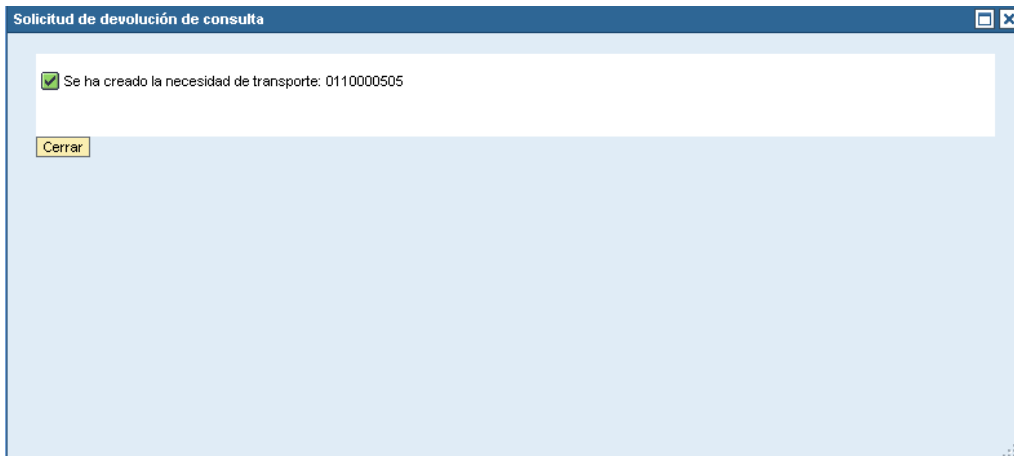 Solicitud de devolución de consulta
Se ha creado la necesidad de transporte: 0110000505
Cerrar